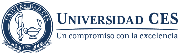 UNIVERSIDAD CES
Un compromiso con la excelencia